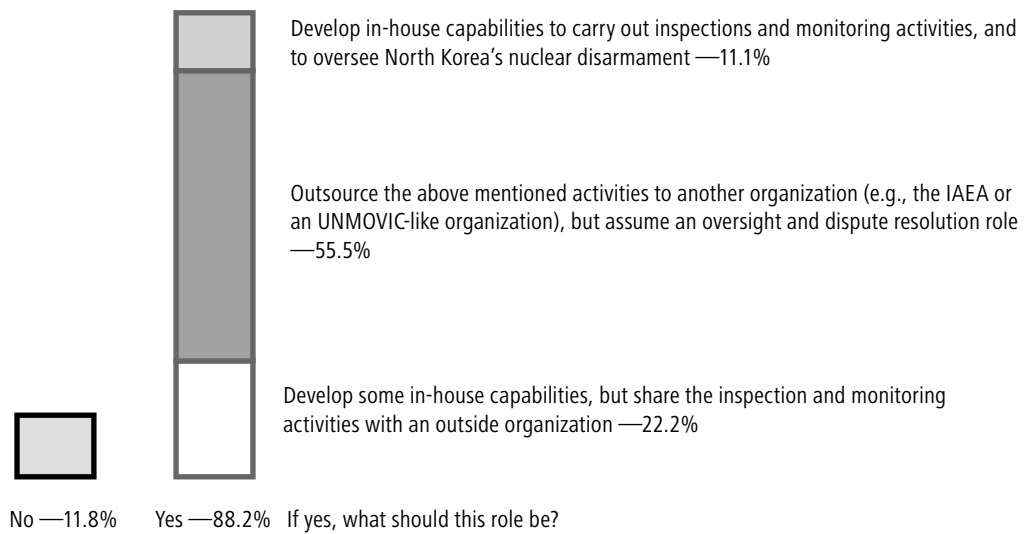 Develop in-house capabilities to carry out inspections and monitoring activities, and
to oversee North Korea’s nuclear disarmament —11.1%
Outsource the above mentioned activities to another organization (e.g., the IAEA or
an UNMOVIC-like organization), but assume an oversight and dispute resolution role
—55.5%
Develop some in-house capabilities, but share the inspection and monitoring
activities with an outside organization —22.2%
No —11.8% Yes —88.2% If yes, what should this role be?